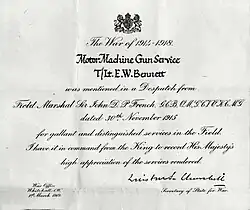 The War of 1914-1918.
Motor Machine Gun Service
T/Lt. E.W. Bennett
was mentioned in a Despatch from
Field Marshal Sir John D.P. French, G.C.B., O.M., G.C.V.O., K.C.M.G.
dated 30th November 1915
for gallant and distinguished services in the Field.
I have it in command from the King to record His Majesty's
high appreciation of the services rendered.
Winston S. Churchill
War Office
Whitehall, S.W.
1st March 1919.
Secretary of State for War.